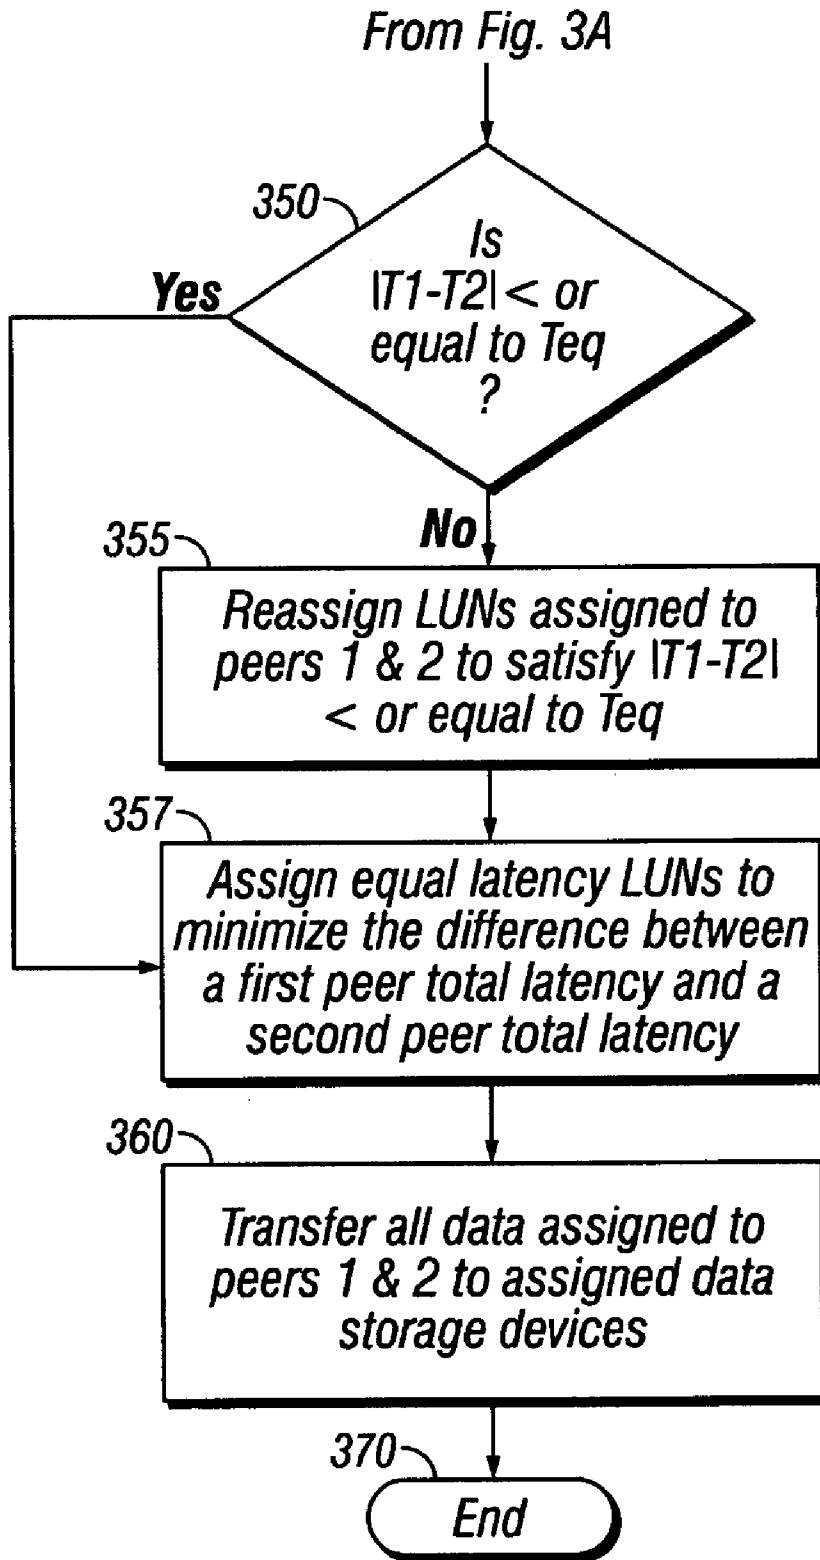 From Fig. 3A
350
Is
|T1-T2| < or
equal to Teq
?
Yes
No
355
Reassign LUNs assigned to
peers 1 & 2 to satisfy |T1-T2|
< or equal to Teq
357
Assign equal latency LUNs to
minimize the difference between
a first peer total latency and a
second peer total latency
360
Transfer all data assigned to
peers 1 & 2 to assigned data
storage devices
370
End